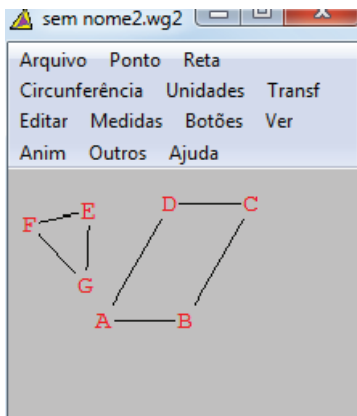 sem nome2.wg2
Arquivo Ponto Reta
Circunferência Unidades Transf
Editar Medidas Botões Ver
Anim Outros Ajuda
D C
E
F
G
A B